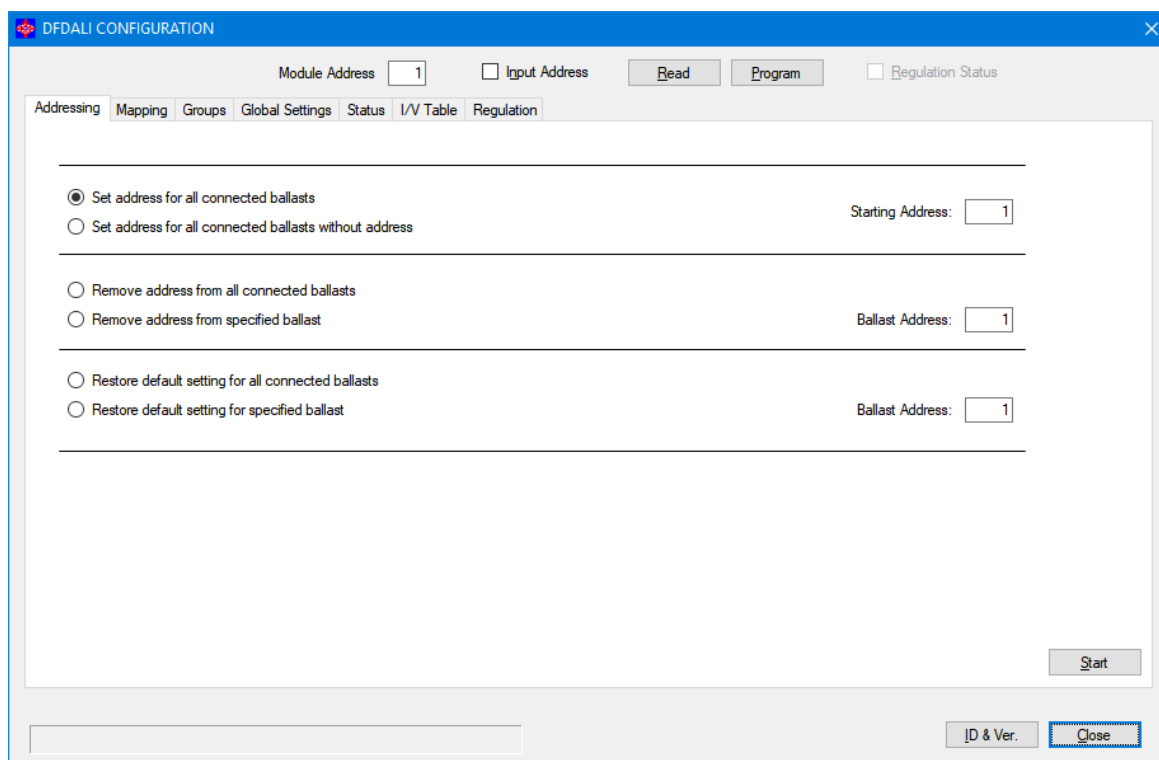 DFDALI CONFIGURATION
Module Address 1 Input Address Read Program Regulation Status
Addressing Mapping Groups Global Settings Status I/V Table Regulation
Set address for all connected ballasts
Starting Address: 1
Set address for all connected ballasts without address
Remove address from all connected ballasts
Remove address from specified ballast Ballast Address: 1
Restore default setting for all connected ballasts
Restore default setting for specified ballast Ballast Address: 1
Start
ID & Ver. Close